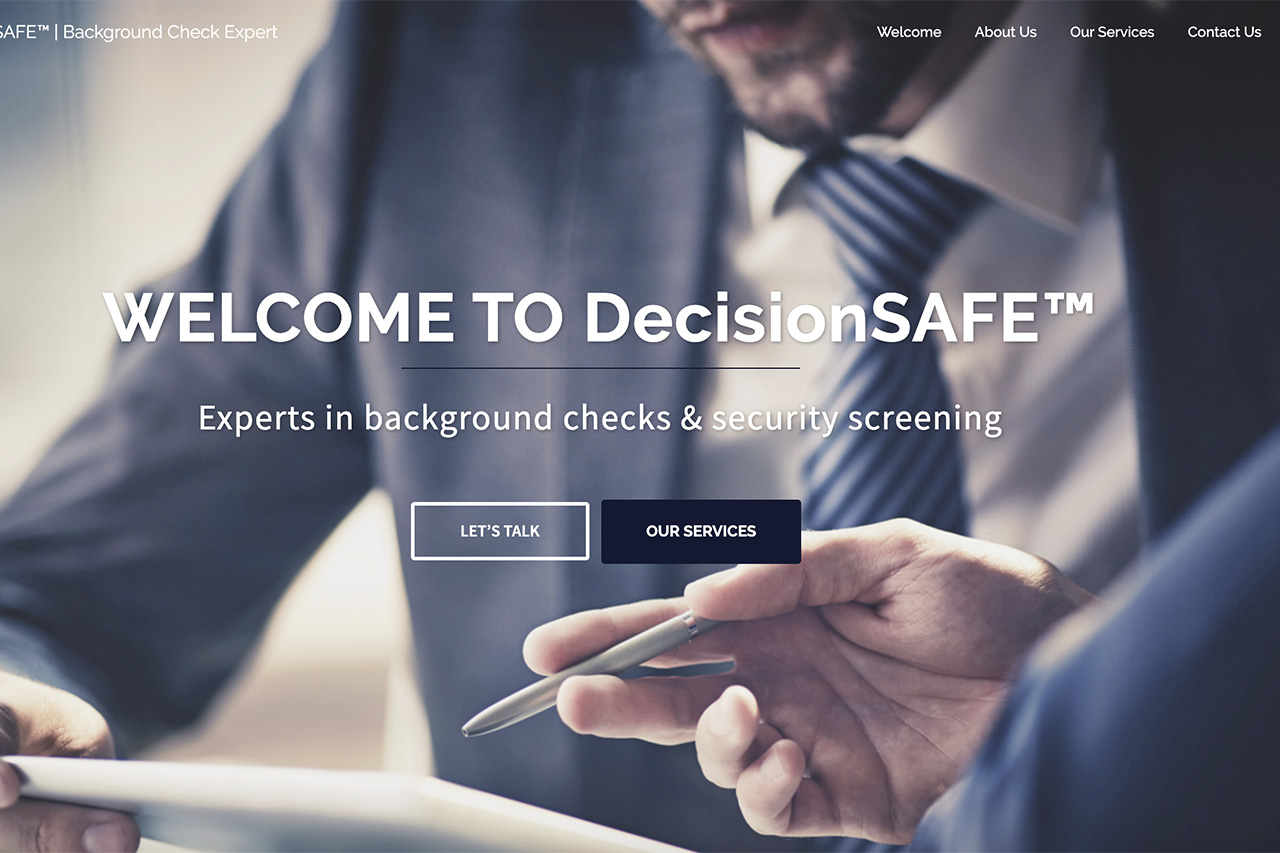 SAFE™ | Background Check Expert
Welcome
About Us
Our Services
Contact Us
WELCOME TO DecisionSAFE™
Experts in background checks & security screening
LET’S TALK
OUR SERVICES